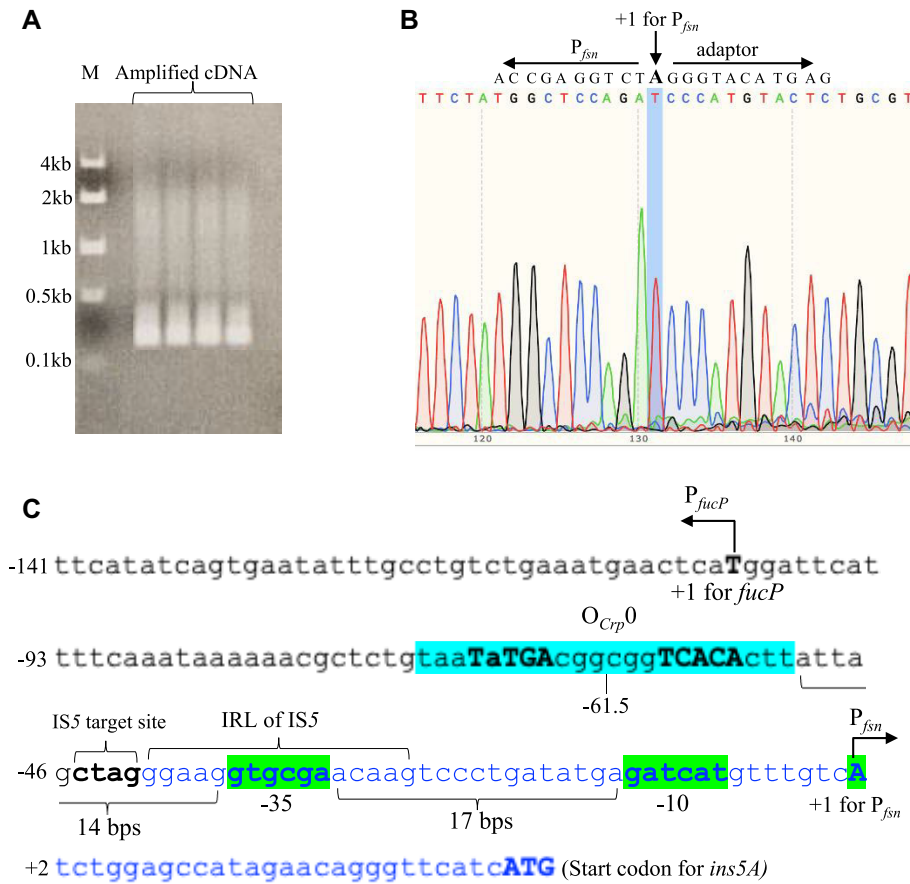 A
M Amplified cDNA
4kb
2kb
1kb
0.5kb
0.1kb
B
+1 for Pfsn
Pfsn adaptor
A C C G A G G T C T A G G G T A C A T G A G
T T C T A T G G C T C C A G A T C C C A T G T A C T C T G C G T
120 130 140
C
PfucP
-141 ttcatatcagtgaatatttgcctgtctgaaatgaactcaTggattcat
+1 for fucP
OCrp0
-93 tttcaaataaaaaacgctctgtaaTaTGAcggcggTCACActtatta
-61.5
IS5 target site IRL of IS5 Pfsn
-46 gctagggaaggtgcgaacaagtccctgatatgagatcatgtttgtcA
-35 -10 +1 for Pfsn
14 bps 17 bps
+2 tctggagccatagaacagggttcatcATG (Start codon for ins5A)